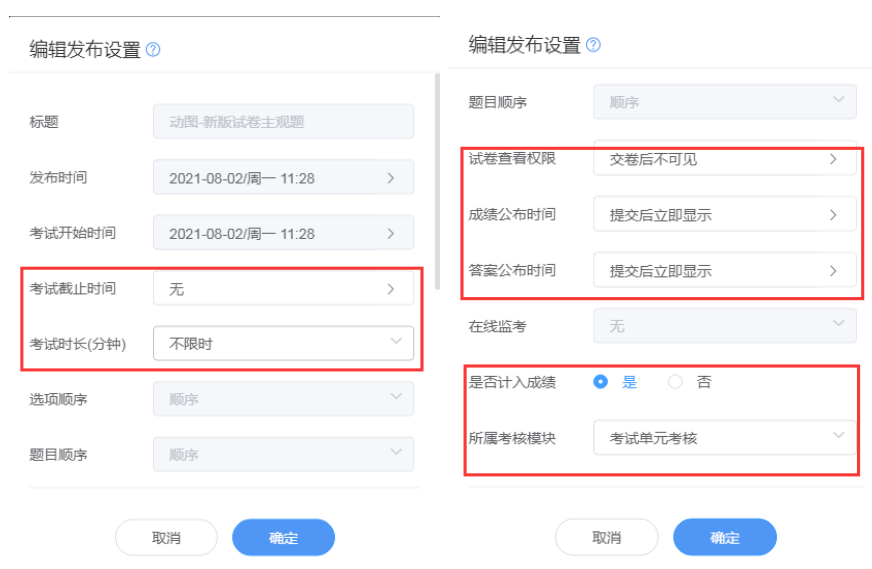 编辑发布设置 ?
标题 动图-新版试卷主观题
发布时间 2021-08-02/周一 11:28
考试开始时间 2021-08-02/周一 11:28
考试截止时间 无
考试时长(分钟) 不限时
选项顺序 顺序
题目顺序 顺序
取消 确定
编辑发布设置 ?
题目顺序 顺序
试卷查看权限 交卷后不可见
成绩公布时间 提交后立即显示
答案公布时间 提交后立即显示
在线监考 无
是否计入成绩 是 否
所属考核模块 考试单元考核
取消 确定